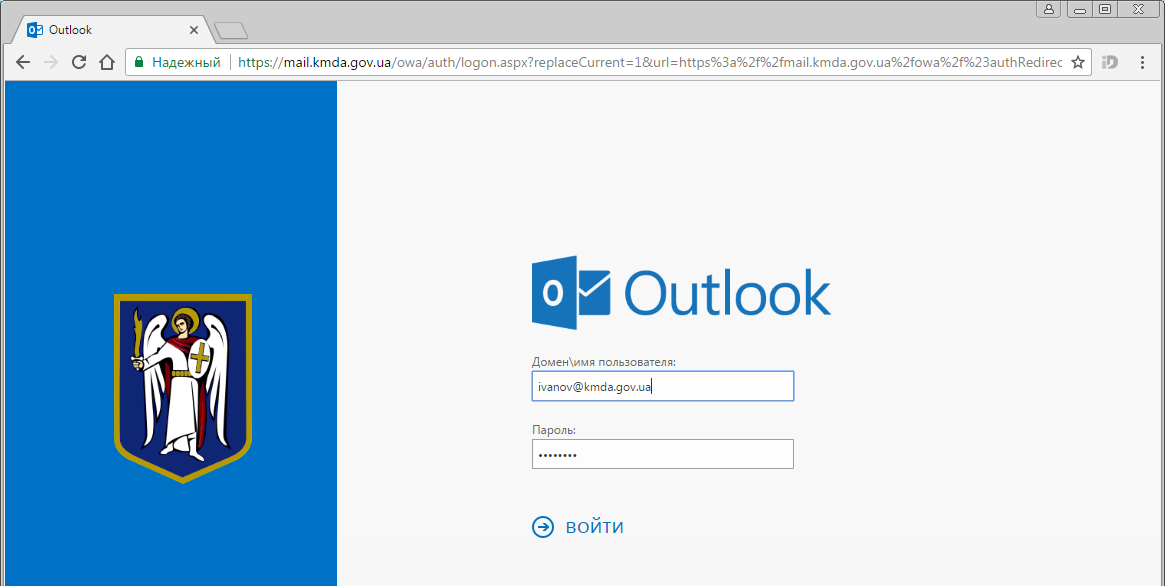 Outlook
Надежный
https://mail.kmda.gov.ua/owa/auth/logon.aspx?replaceCurrent=1&url=https%3a%2f%2fmail.kmda.gov.ua%2fowa%2f%23authRedirec
iD
Outlook
Домен\имя пользователя:
ivanov@kmda.gov.ua
Пароль:
••••••••
ВОЙТИ